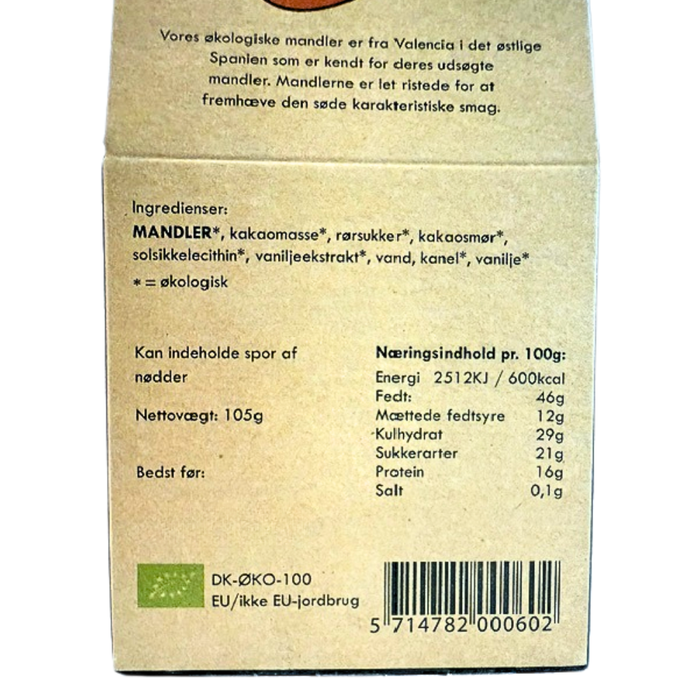 Vores økologiske mandler er fra Valencia i det østlige
Spanien som er kendt for deres udsøgte
mandler. Mandlerne er let ristede for at
fremhæve den søde karakteristiske smag.
Ingredienser:
MANDLER*, kakaomasse*, rørsukker*, kakaosmør*,
solsikkelecithin*, vaniljeekstrakt*, vand, kanel*, vanilje*
* = økologisk
Kan indeholde spor af
nødder
Nettovægt: 105g
Bedst før:
Næringsindhold pr. 100g:
Energi 2512KJ / 600kcal
Fedt: 46g
Mættede fedtsyre 12g
Kulhydrat 29g
Sukkerarter 21g
Protein 16g
Salt 0,1g
DK-ØKO-100
EU/ikke EU-jordbrug
5 714782 000602